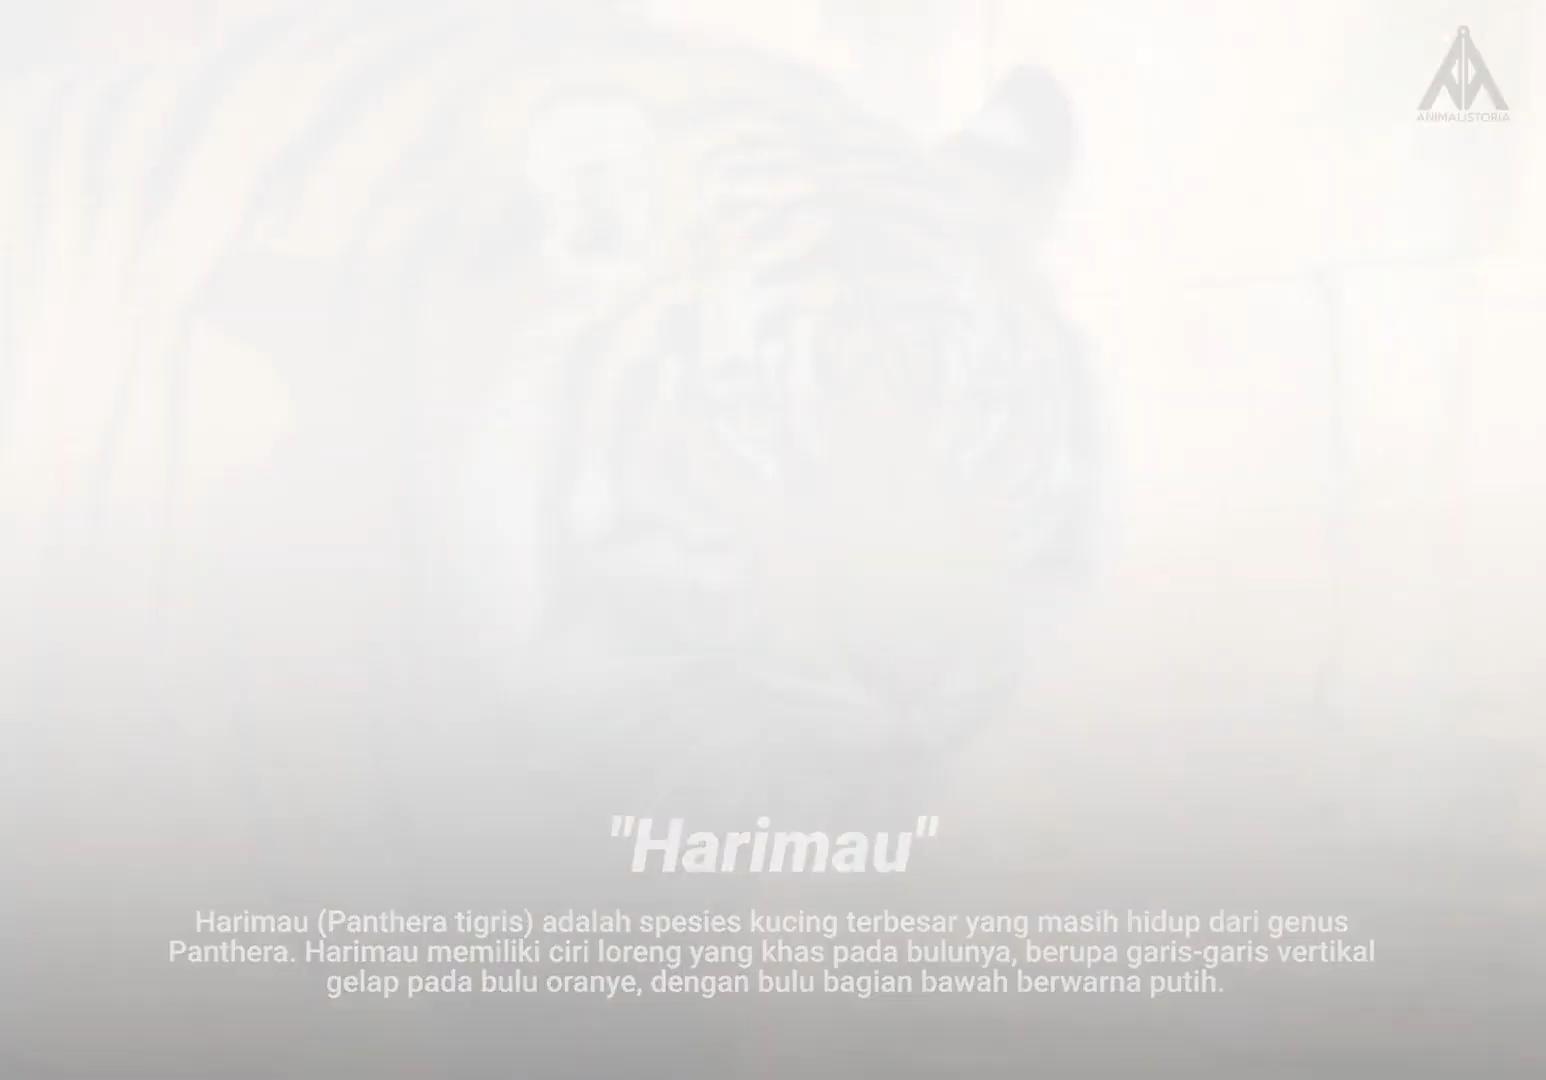 ANIMALISTORIA
"Harimau"
Harimau (Panthera tigris) adalah spesies kucing terbesar yang masih hidup dari genus
Panthera. Harimau memiliki ciri loreng yang khas pada bulunya, berupa garis-garis vertikal
gelap pada bulu oranye, dengan bulu bagian bawah berwarna putih.